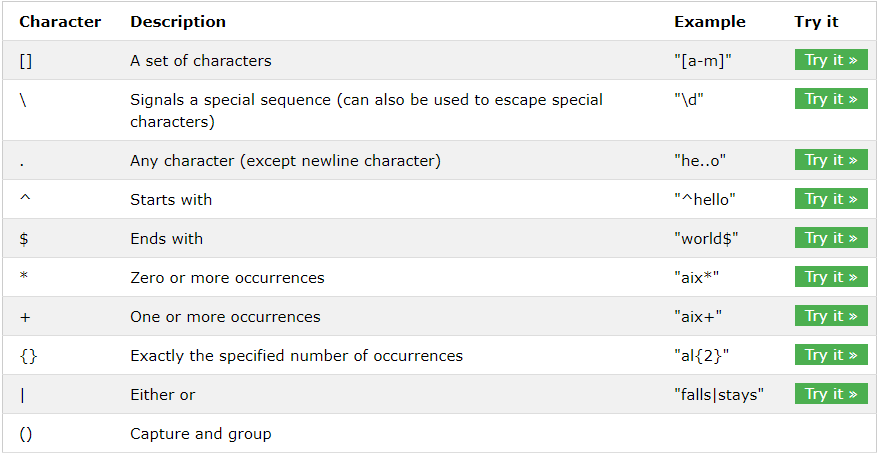 Character Description Example Try it
[] A set of characters "[a-m]" Try it »
\ Signals a special sequence (can also be used to escape special "\d" Try it »
characters)
. Any character (except newline character) "he..o" Try it »
^ Starts with "^hello" Try it »
$ Ends with "world$" Try it »
* Zero or more occurrences "aix*" Try it »
+ One or more occurrences "aix+" Try it »
{} Exactly the specified number of occurrences "al{2}" Try it »
| Either or "falls|stays" Try it »
() Capture and group